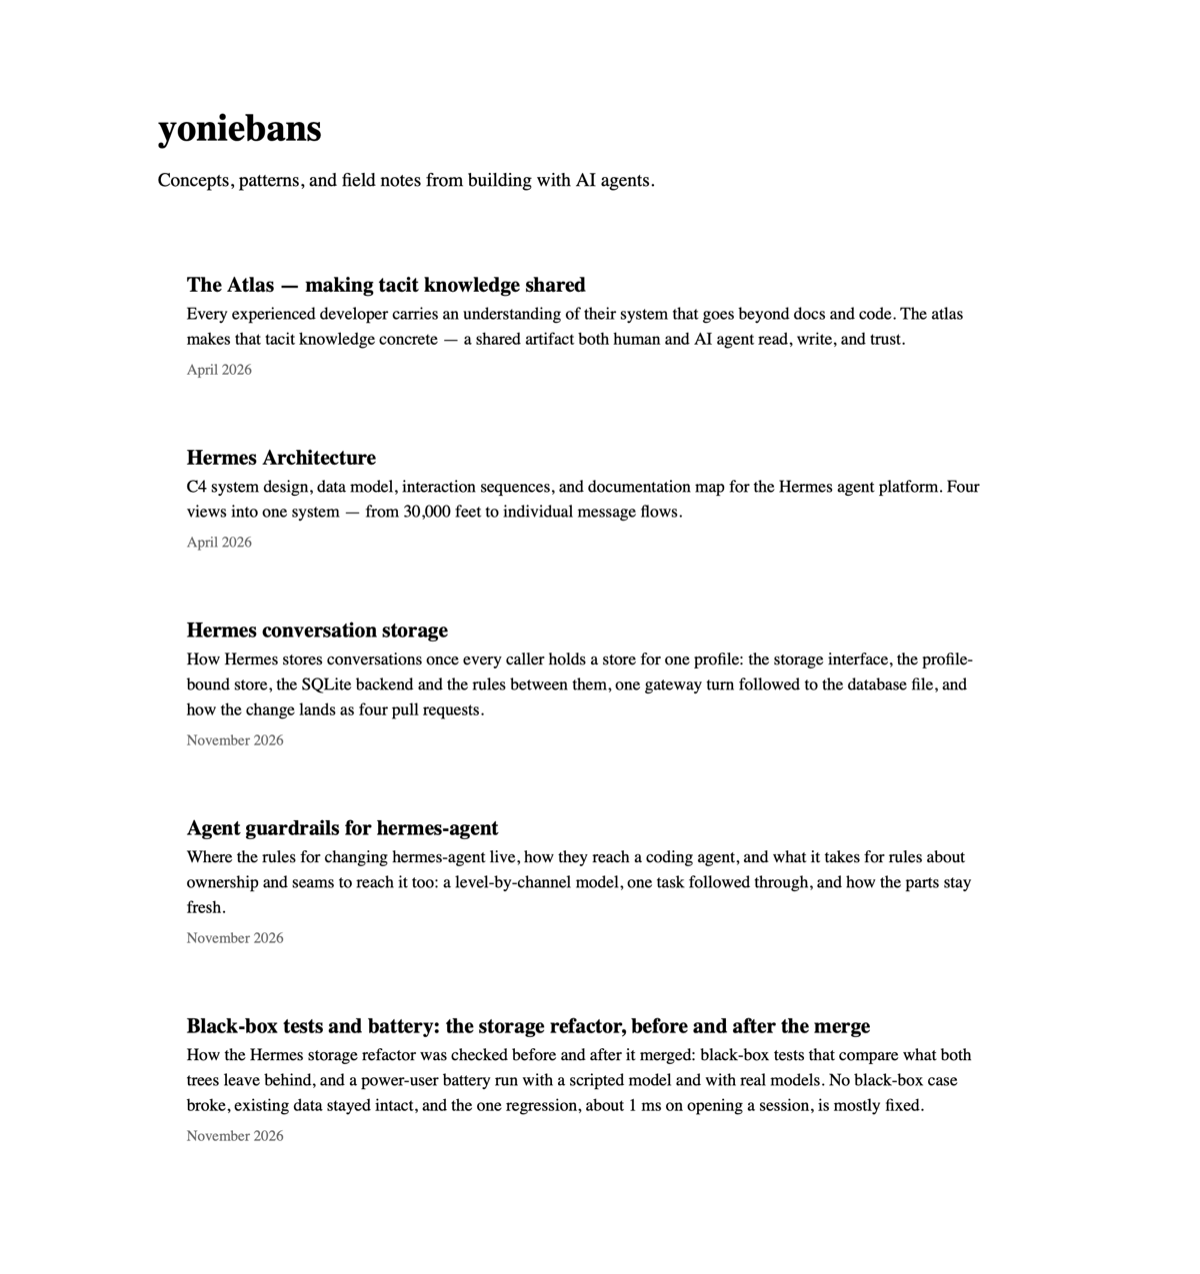 yoniebans
Concepts, patterns, and field notes from building with AI agents.
The Atlas — making tacit knowledge shared
Every experienced developer carries an understanding of their system that goes beyond docs and code. The atlas
makes that tacit knowledge concrete — a shared artifact both human and AI agent read, write, and trust.
April 2026
Hermes Architecture
C4 system design, data model, interaction sequences, and documentation map for the Hermes agent platform. Four
views into one system — from 30,000 feet to individual message flows.
April 2026
Hermes conversation storage
How Hermes stores conversations once every caller holds a store for one profile: the storage interface, the profile-
bound store, the SQLite backend and the rules between them, one gateway turn followed to the database file, and
how the change lands as four pull requests.
November 2026
Agent guardrails for hermes-agent
Where the rules for changing hermes-agent live, how they reach a coding agent, and what it takes for rules about
ownership and seams to reach it too: a level-by-channel model, one task followed through, and how the parts stay
fresh.
November 2026
Black-box tests and battery: the storage refactor, before and after the merge
How the Hermes storage refactor was checked before and after it merged: black-box tests that compare what both
trees leave behind, and a power-user battery run with a scripted model and with real models. No black-box case
broke, existing data stayed intact, and the one regression, about 1 ms on opening a session, is mostly fixed.
November 2026